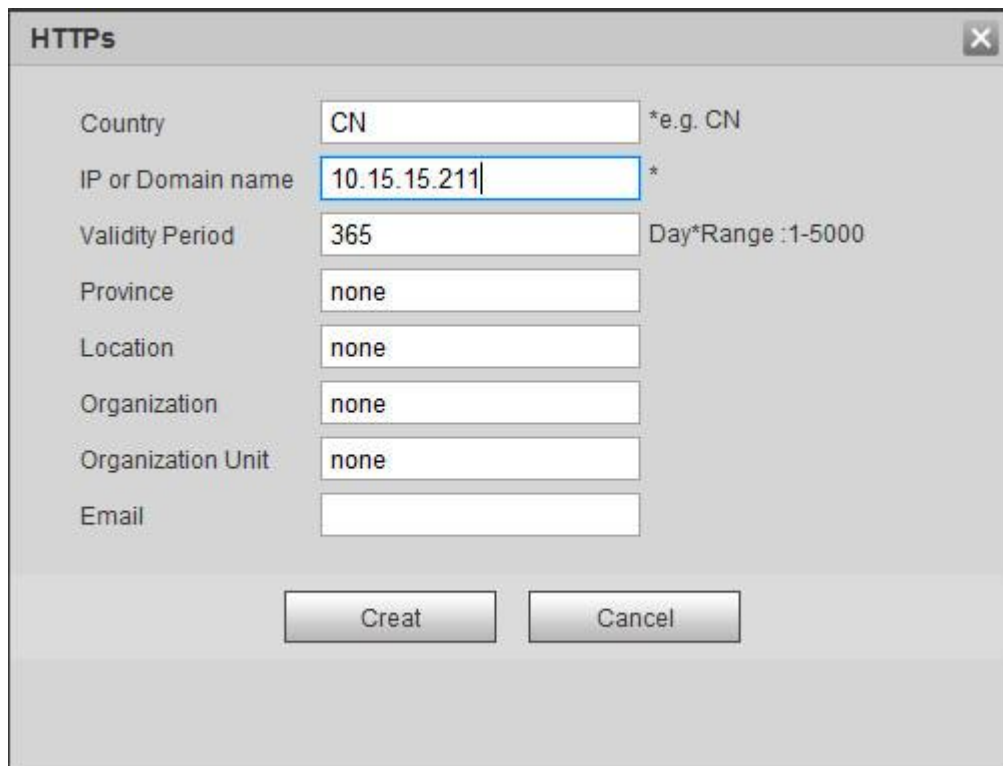 HTTPs
Country CN *e.g. CN
IP or Domain name 10.15.15.211 *
Validity Period 365 Day*Range :1-5000
Province none
Location none
Organization none
Organization Unit none
Email
Creat Cancel